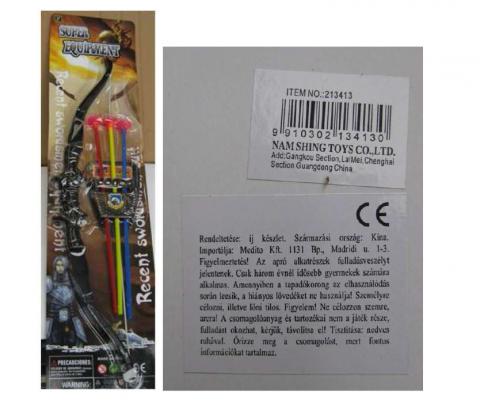 SUPER
EQUIPMENT
Recent swordsman
Recent swordsman
PRECAUCIONES
WARNING:
ITEM NO.:213413
9 910302 134130
NAM SHING TOYS CO.,LTD.
Add:Gangkou Section, Lai Mei, Chenghai
Section Guangdong China
CE
Rendeltetése: íj készlet. Származási ország: Kína.
Importálja: Medito Kft. 1131 Bp., Madridi u. 1-3.
Figyelmeztetés! Az apró alkatrészek fulladásveszélyt
jelentenek. Csak három évnél idősebb gyermekek számára
alkalmas. Amennyiben a tapadókorong az elhasználódás
során leesik, a hiányos lövedéket ne használja! Személyre
célozni, illetve lőni tilos. Figyelem! Ne célozzon szemre,
arcra! A csomagolóanyag és tartozékai nem a játék része,
fulladást okozhat, kérjük, távolítsa el! Tisztítása: nedves
ruhával. Őrizze meg a csomagolást, mert fontos
információkat tartalmaz.